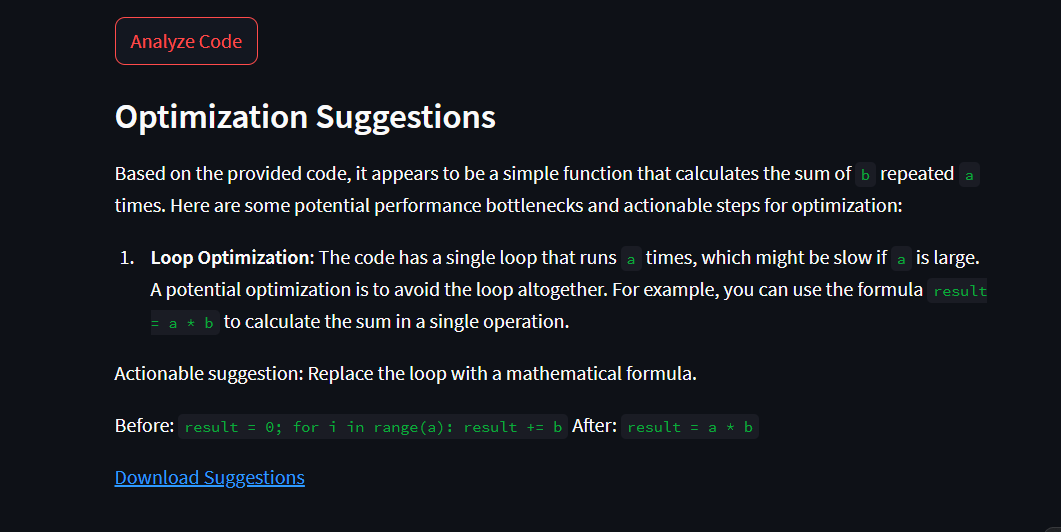 Analyze Code
Optimization Suggestions
Based on the provided code, it appears to be a simple function that calculates the sum of b repeated a
times. Here are some potential performance bottlenecks and actionable steps for optimization:
1. Loop Optimization: The code has a single loop that runs a times, which might be slow if a is large.
A potential optimization is to avoid the loop altogether. For example, you can use the formula result
= a * b to calculate the sum in a single operation.
Actionable suggestion: Replace the loop with a mathematical formula.
Before: result = 0; for i in range(a): result += b After: result = a * b
Download Suggestions